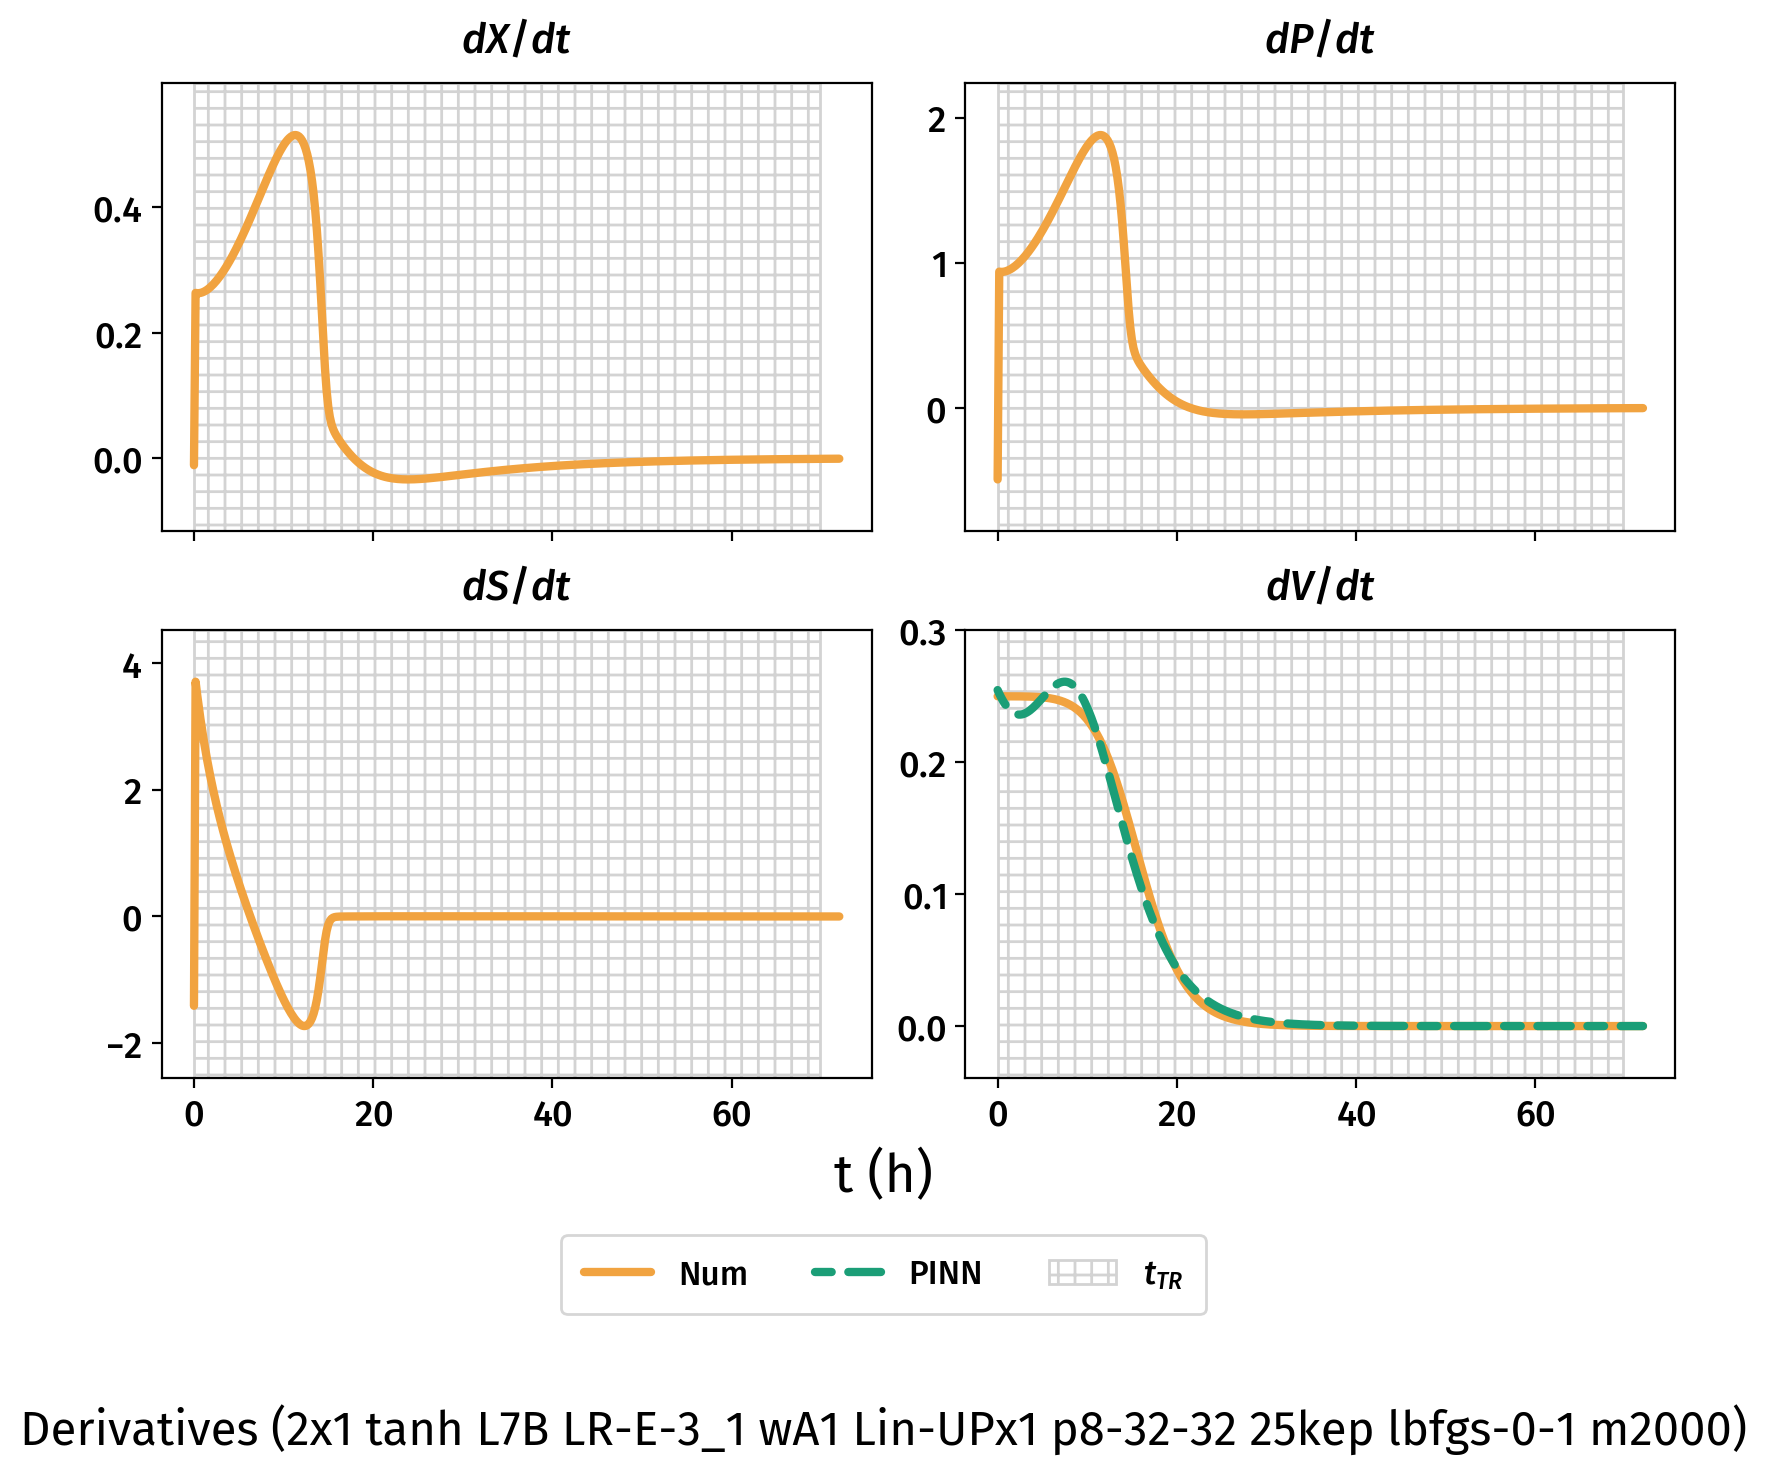 dX/dt
dP/dt
0.4
0.2
0.0
2
1
0
dS/dt
dV/dt
4
2
0
−2
0.3
0.2
0.1
0.0
0 20 40 60
0 20 40 60
t (h)
Num PINN tTR
Derivatives (2x1 tanh L7B LR-E-3_1 wA1 Lin-UPx1 p8-32-32 25kep lbfgs-0-1 m2000)